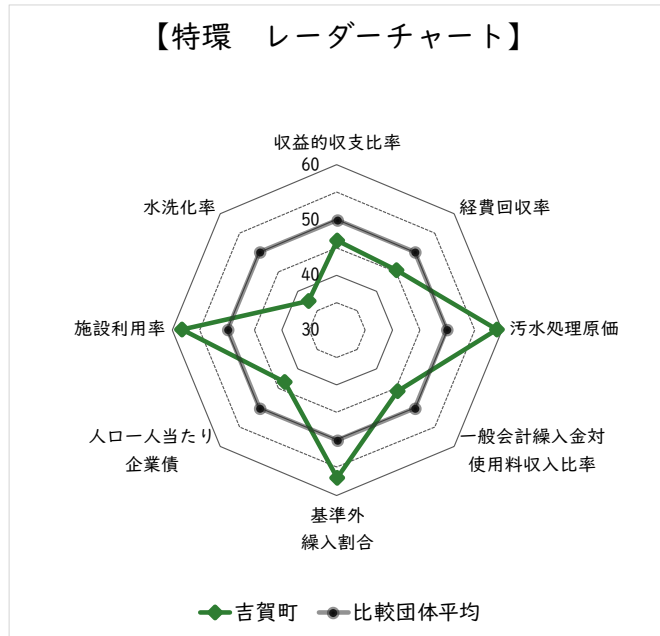 【特環　レーダーチャート】
収益的収支比率
60
水洗化率
経費回収率
50
40
施設利用率
30
汚水処理原価
人口一人当たり
企業債
一般会計繰入金対
使用料収入比率
基準外
繰入割合
吉賀町
比較団体平均